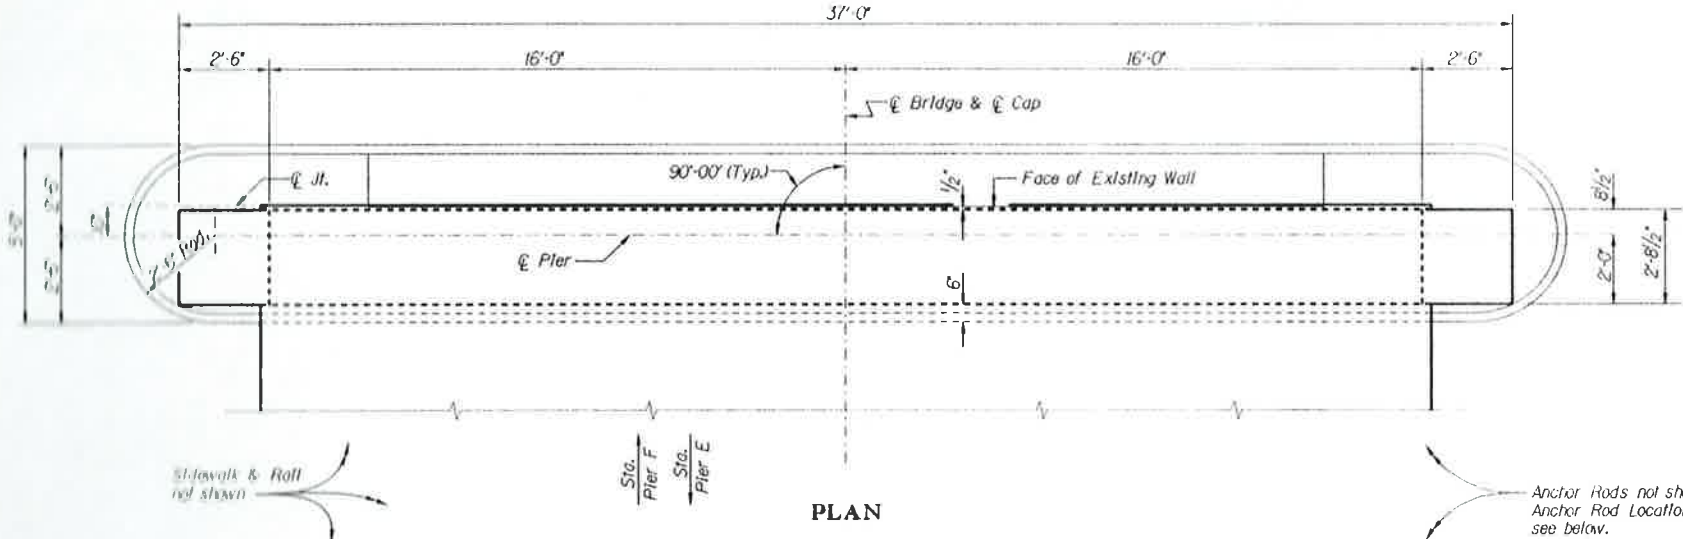 37'-0"
2'-6"
16'-0"
16'-0"
2'-6"
℄ Bridge & ℄ Cap
90°-00' (Typ.)
℄ Jt.
1/2"
Face of Existing Wall
8 1/2"
℄ Pier
6"
2'-0"
2'-8 1/2"
Sidewalk & Rail
not shown
Sta.
Pier F
Sta.
Pier E
PLAN
Anchor Rods not sh
Anchor Rod Location
see below.